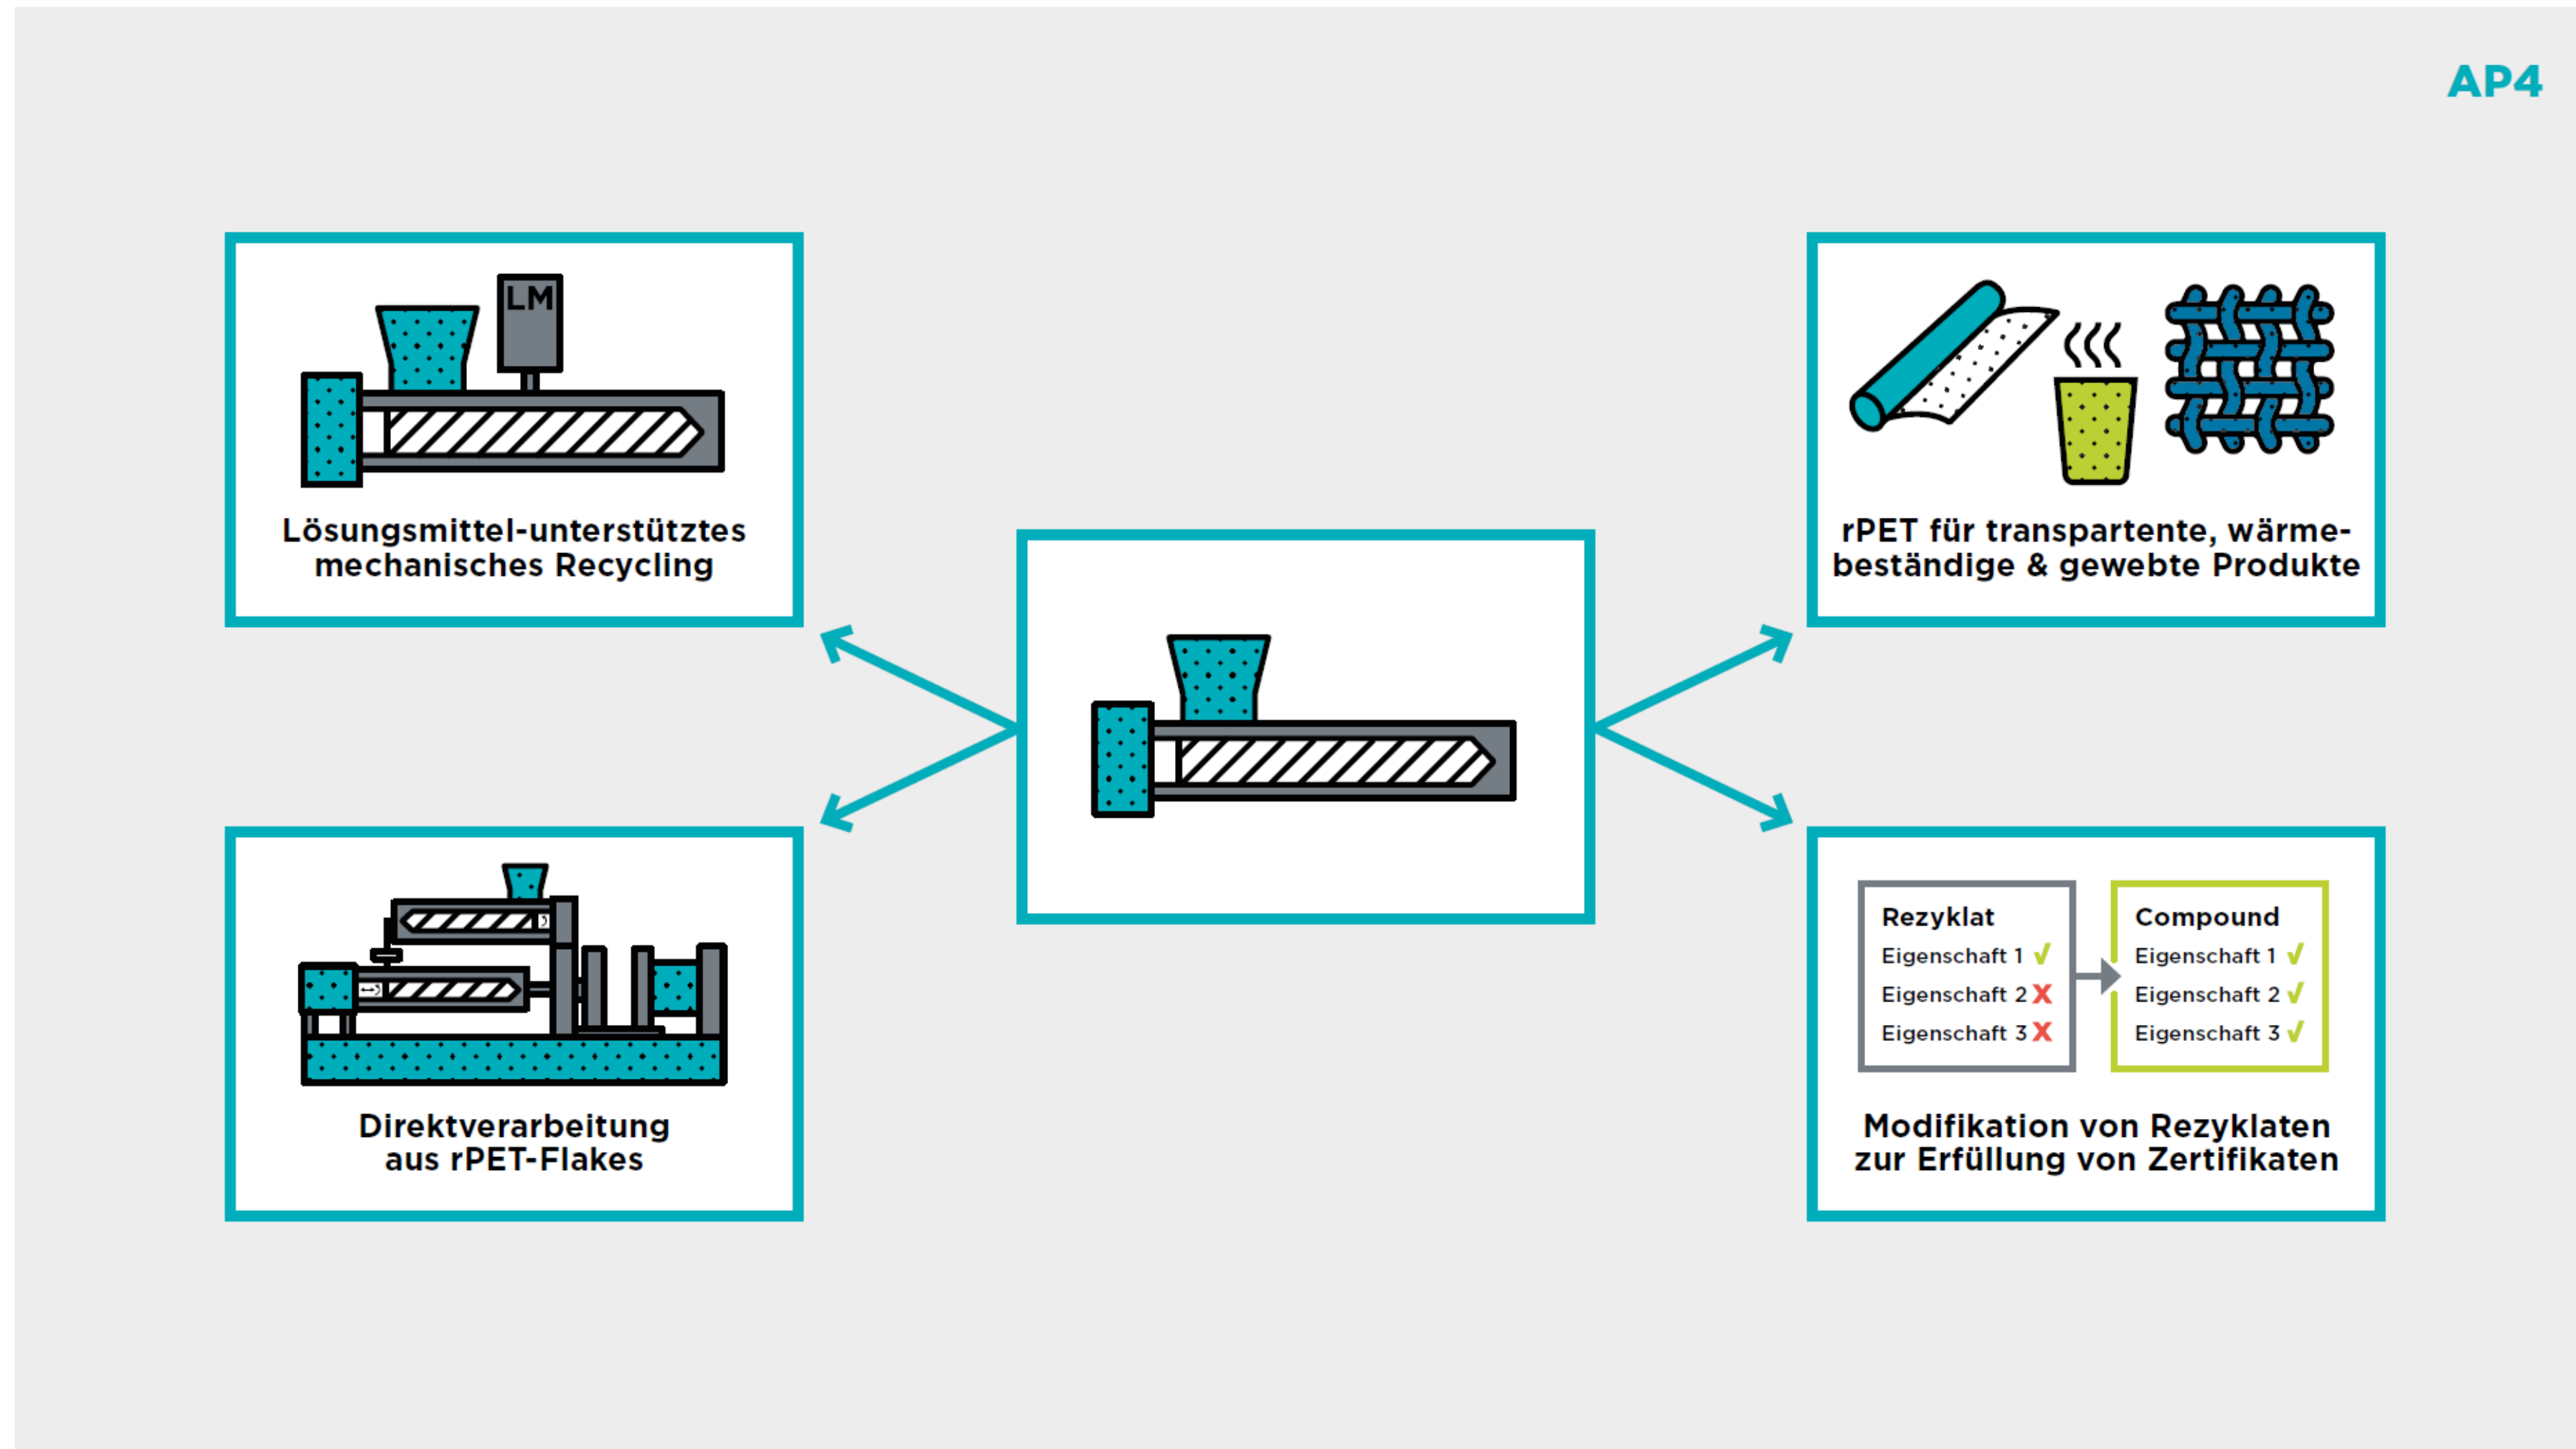 AP4
LM
Lösungsmittel-unterstütztes
mechanisches Recycling
rPET für transpartente, wärme-
beständige & gewebte Produkte
Direktverarbeitung
aus rPET-Flakes
Rezyklat
Eigenschaft 1 ✓
Eigenschaft 2 X
Eigenschaft 3 X
Compound
Eigenschaft 1 ✓
Eigenschaft 2 ✓
Eigenschaft 3 ✓
Modifikation von Rezyklaten
zur Erfüllung von Zertifikaten